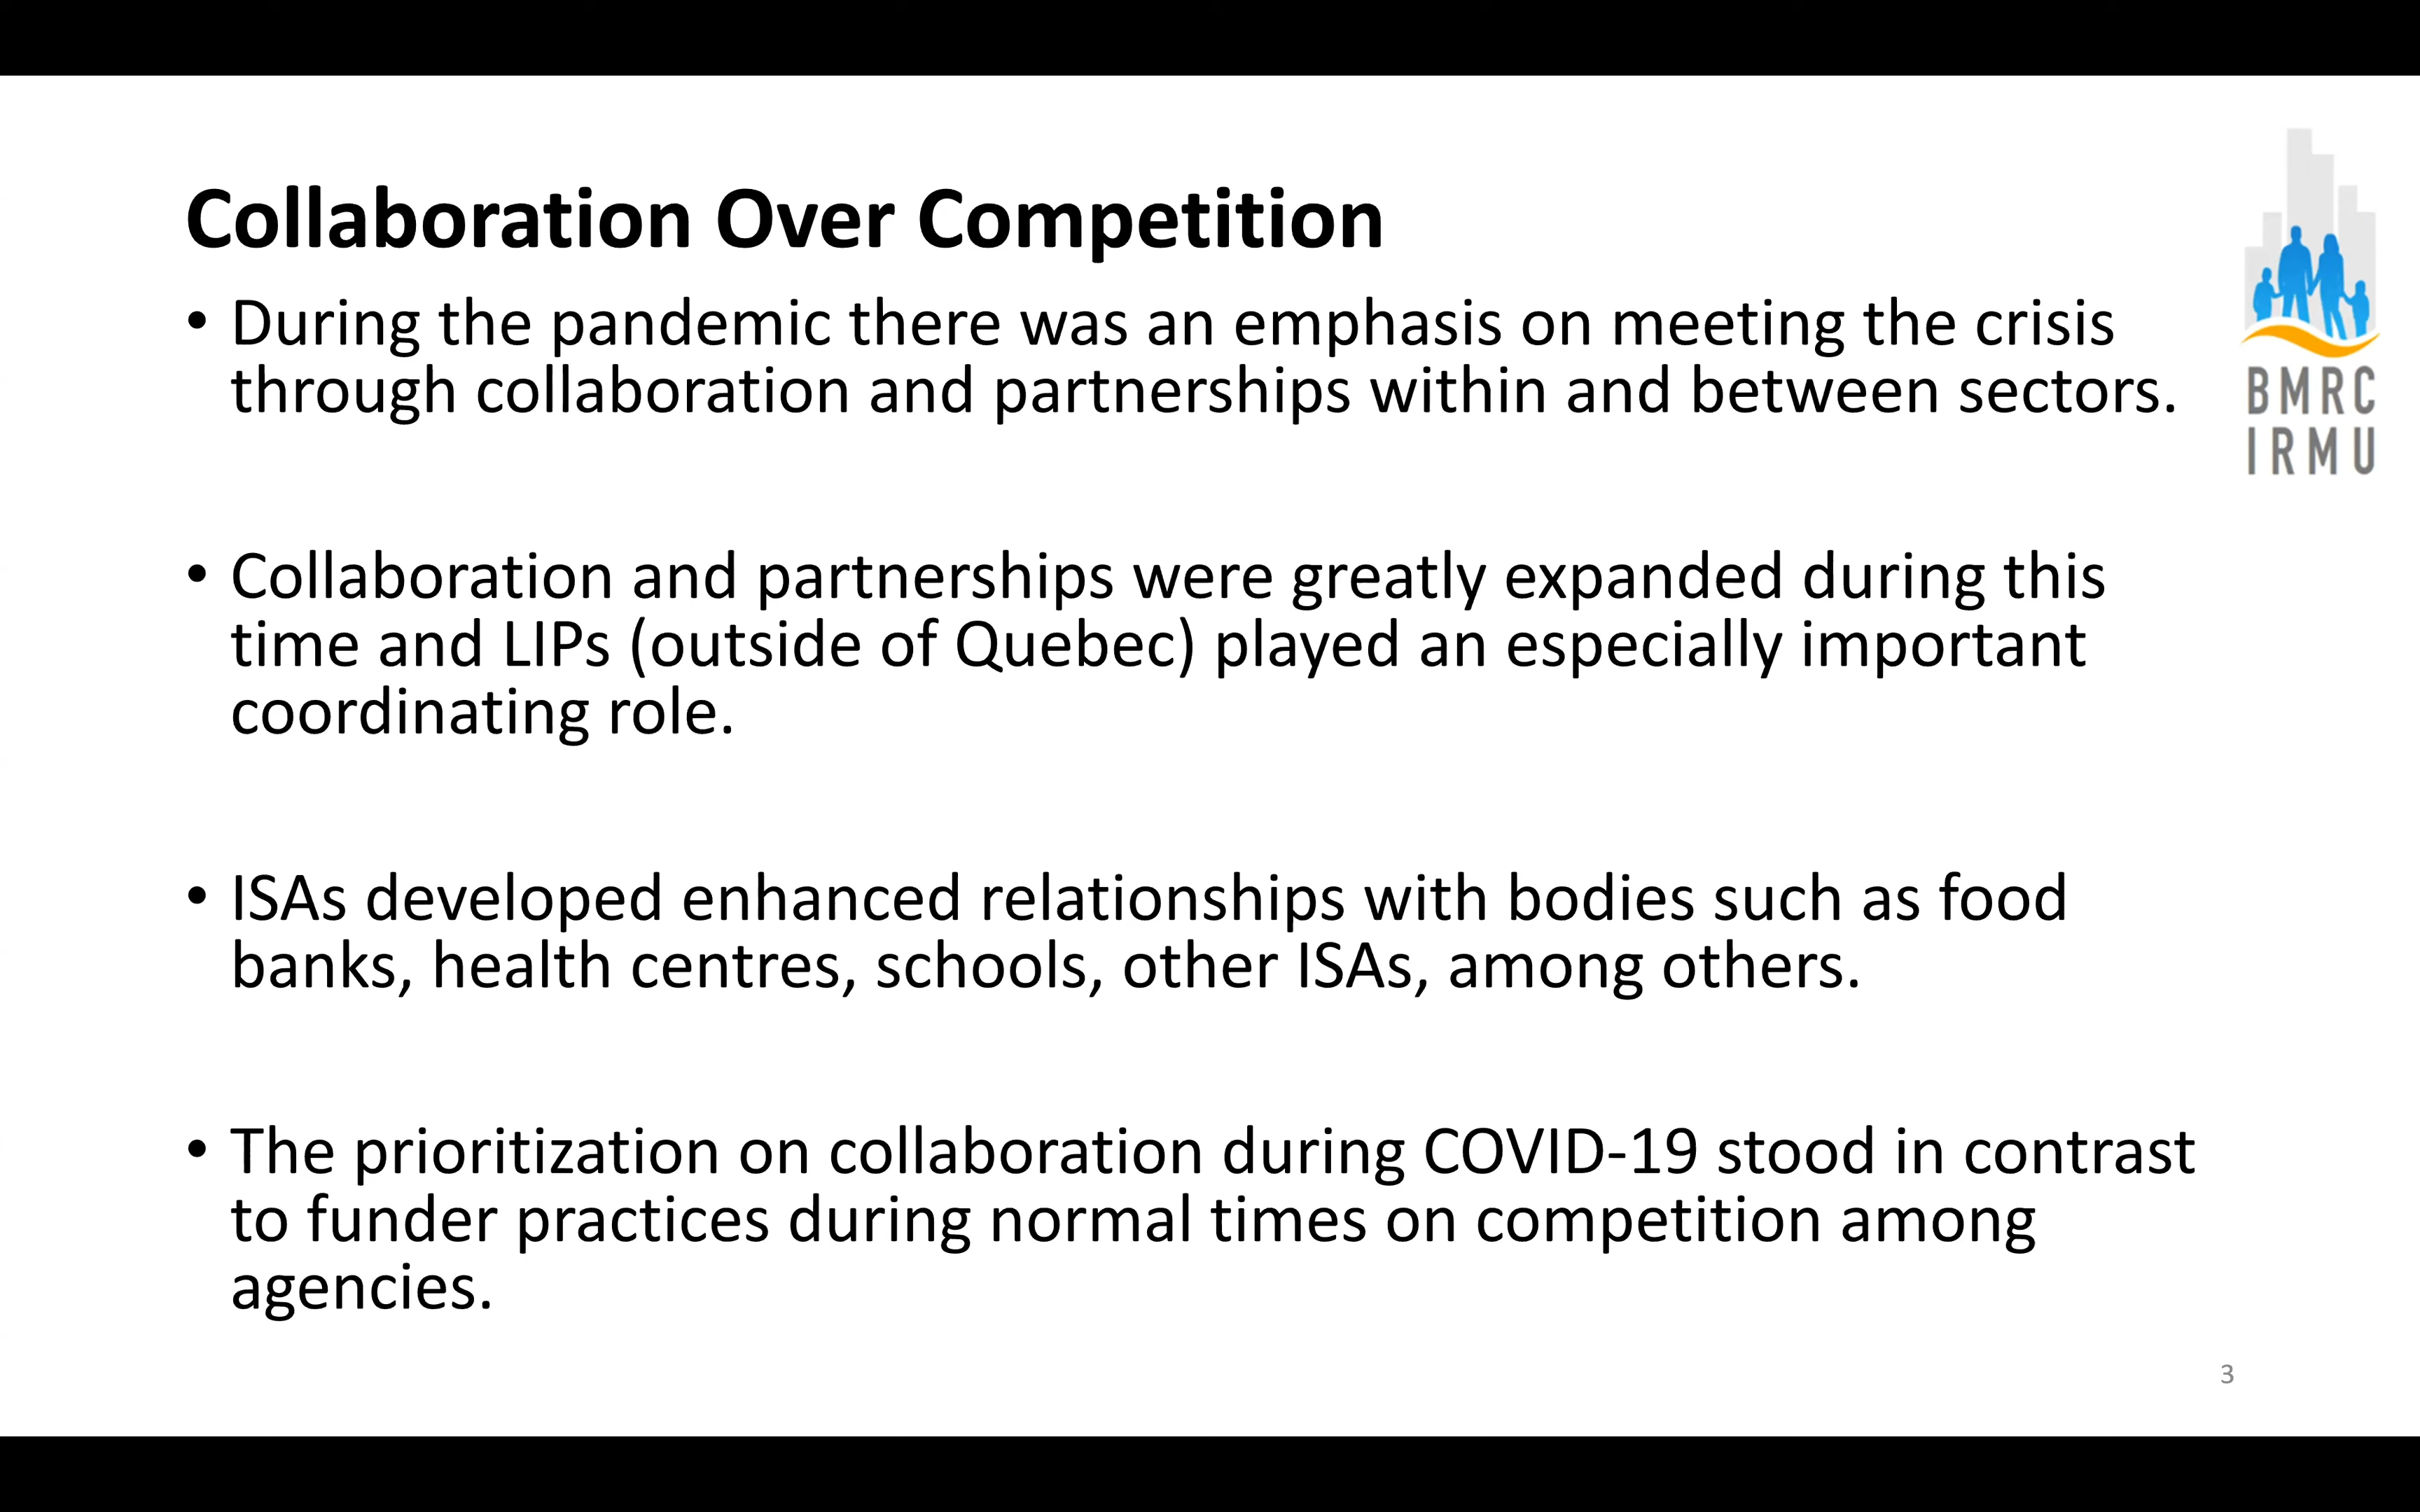 Collaboration Over Competition
• During the pandemic there was an emphasis on meeting the crisis
through collaboration and partnerships within and between sectors.
• Collaboration and partnerships were greatly expanded during this
time and LIPs (outside of Quebec) played an especially important
coordinating role.
• ISAs developed enhanced relationships with bodies such as food
banks, health centres, schools, other ISAs, among others.
• The prioritization on collaboration during COVID-19 stood in contrast
to funder practices during normal times on competition among
agencies.
BMRC
IRMU
3